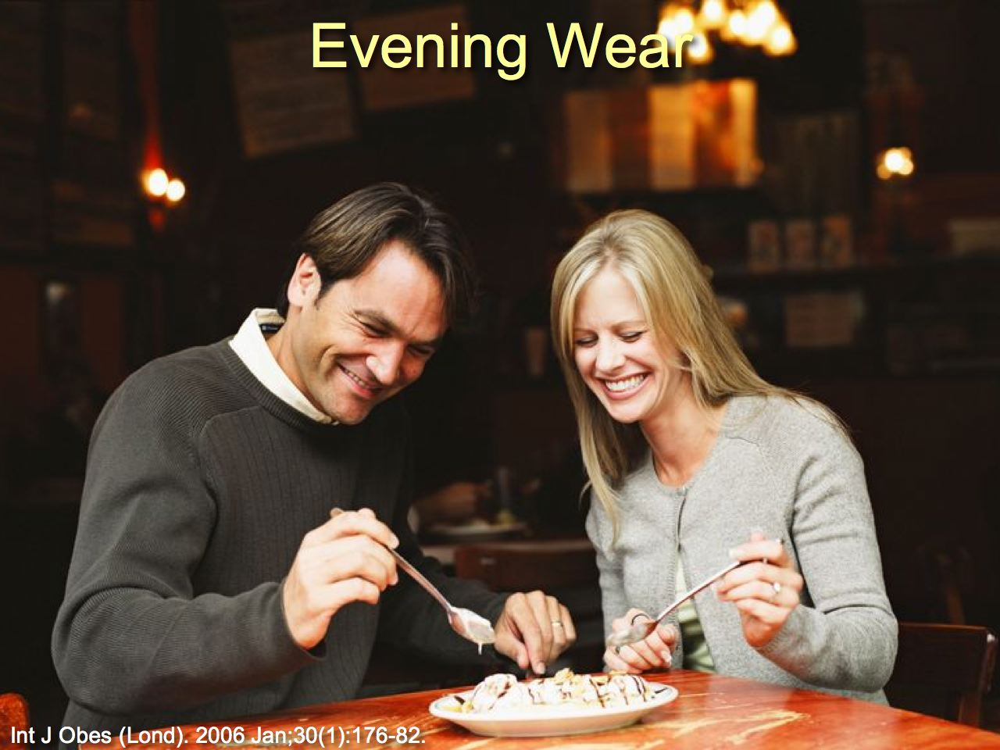 Evening Wear
Int J Obes (Lond). 2006 Jan;30(1):176-82.